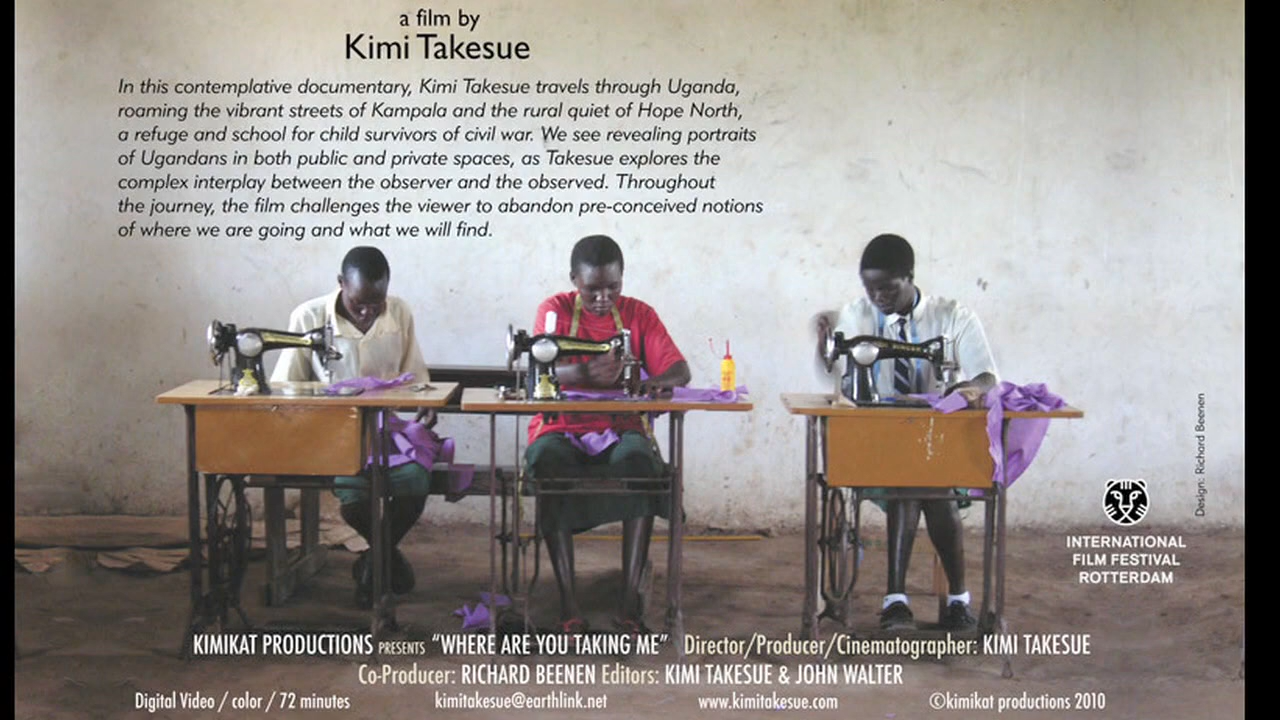 a film by
Kimi Takesue
In this contemplative documentary, Kimi Takesue travels through Uganda,
roaming the vibrant streets of Kampala and the rural quiet of Hope North,
a refuge and school for child survivors of civil war. We see revealing portraits
of Ugandans in both public and private spaces, as Takesue explores the
complex interplay between the observer and the observed. Throughout
the journey, the film challenges the viewer to abandon pre-conceived notions
of where we are going and what we will find.
SINGER
Design: Richard Beenen
INTERNATIONAL
FILM FESTIVAL
ROTTERDAM
KIMIKAT PRODUCTIONS PRESENTS “WHERE ARE YOU TAKING ME” Director/Producer/Cinematographer: KIMI TAKESUE
Co-Producer: RICHARD BEENEN Editors: KIMI TAKESUE & JOHN WALTER
Digital Video / color / 72 minutes kimitakesue@earthlink.net www.kimitakesue.com ©kimikat productions 2010